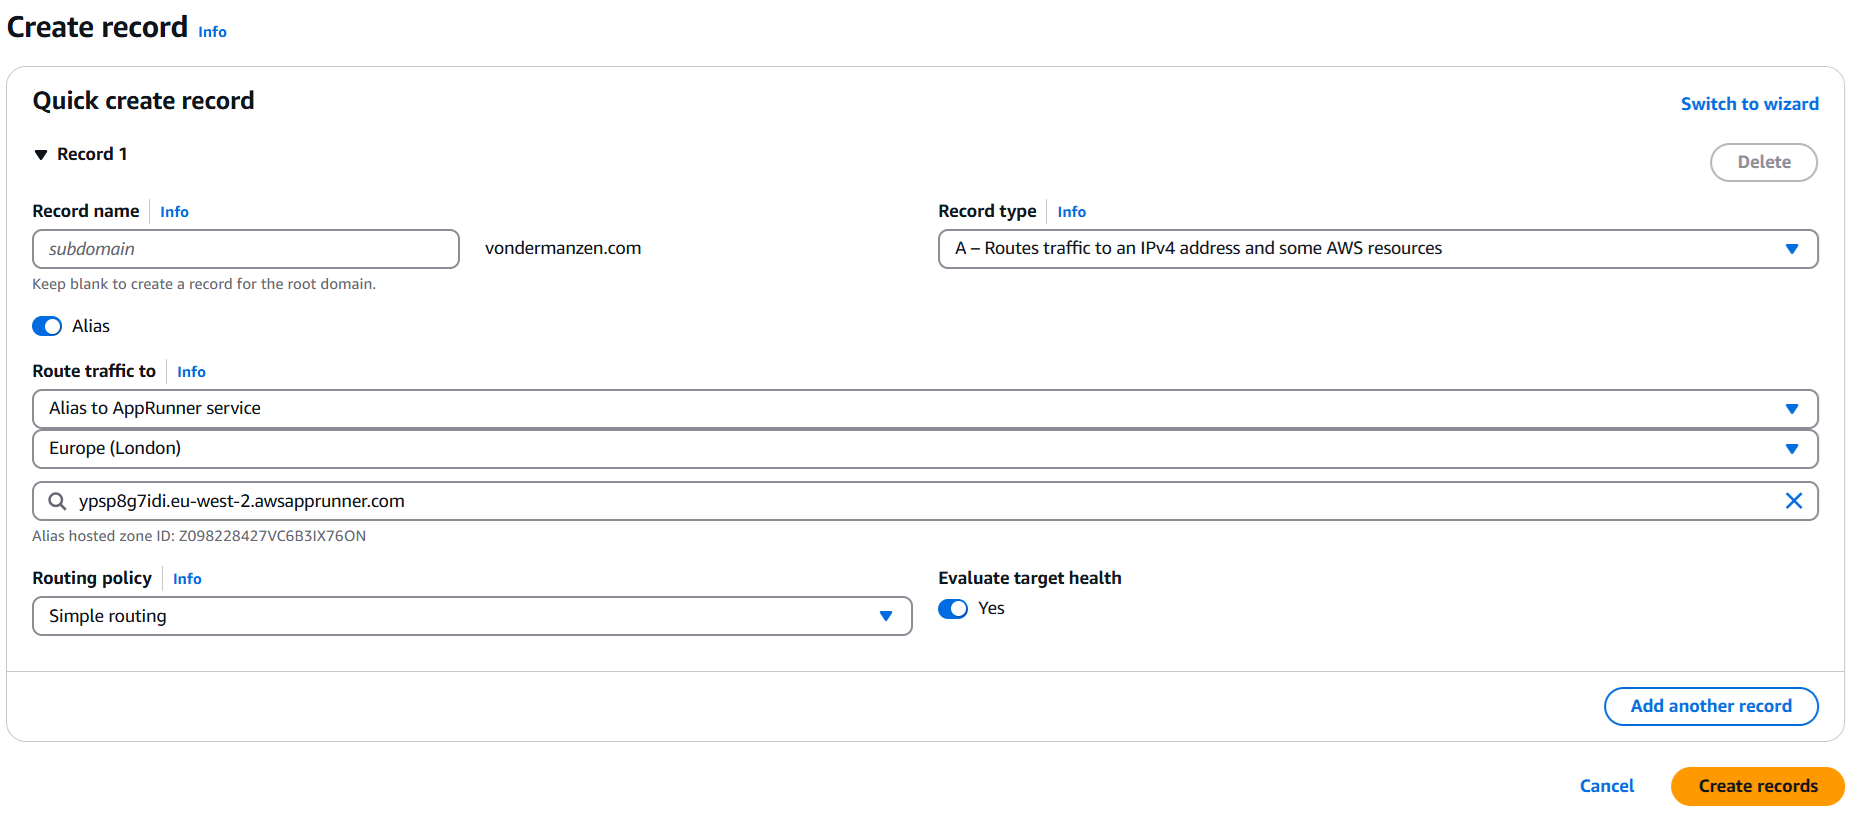 Create record Info
Quick create record
Switch to wizard
Record 1
Delete
Record name Info
Record type Info
subdomain
vondermanzen.com
A – Routes traffic to an IPv4 address and some AWS resources
Keep blank to create a record for the root domain.
Alias
Route traffic to Info
Alias to AppRunner service
Europe (London)
ypsp8g7idi.eu-west-2.awsapprunner.com
Alias hosted zone ID: Z098228427VC6B3IX76ON
Routing policy Info
Evaluate target health
Simple routing
Yes
Add another record
Cancel
Create records